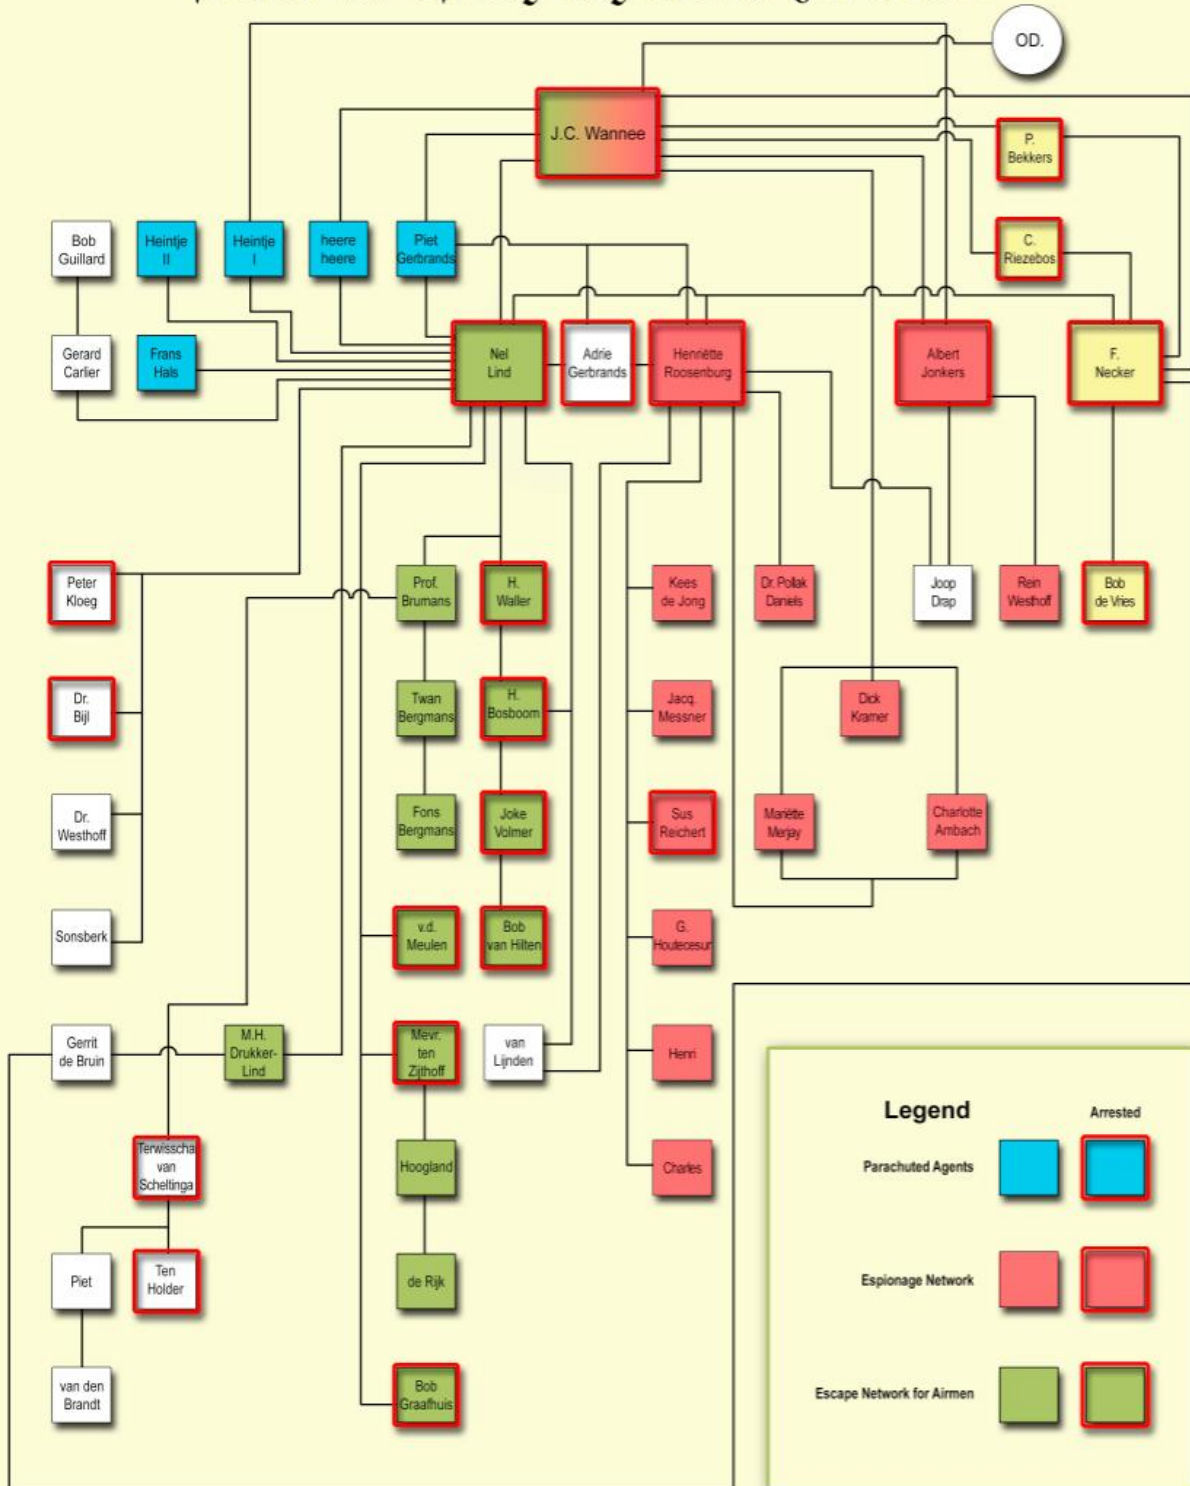 OD.
J.C. Wannee
P.
Bekkers
Bob
Guillard
Heintje
II
Heintje
I
heere
heere
Piet
Gerbrands
C.
Riezebos
Gerard
Carlier
Frans
Hals
Nel
Lind
Adrie
Gerbrands
Henriëtte
Roosenburg
Albert
Jonkers
F.
Necker
Peter
Kloeg
Prof.
Brumans
H.
Waller
Kees
de Jong
Dr. Pollak
Daniels
Joop
Drap
Rein
Westhoff
Bob
de Vries
Dr.
Bijl
Twan
Bergmans
H.
Bosboom
Jacq.
Messner
Dick
Kramer
Dr.
Westhoff
Fons
Bergmans
Joke
Volmer
Sus
Reichert
Mariëtte
Merjay
Charlotte
Ambach
Sonsberk
v.d.
Meulen
Bob
van Hilten
G.
Houtecesur
Gerrit
de Bruin
M.H.
Drukker-
Lind
Mevr.
ten
Zijthoff
van
Lijnden
Henri
Terwisscha
van
Scheltinga
Hoogland
Charles
Piet
Ten
Holder
de Rijk
van den
Brandt
Bob
Graafhuis
Legend
Arrested
Parachuted Agents
Espionage Network
Escape Network for Airmen